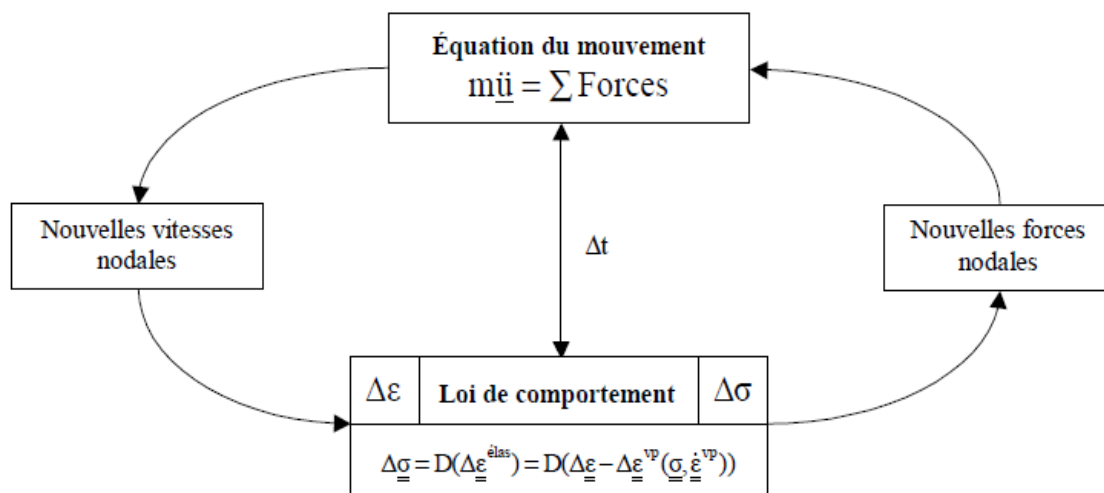 Équation du mouvement
mü = ∑ Forces
Nouvelles vitesses
nodales
Δt
Nouvelles forces
nodales
Δε
Loi de comportement
Δσ
Δσ = D(Δε^élas) = D(Δε − Δε^vp(σ, ε̇^vp))